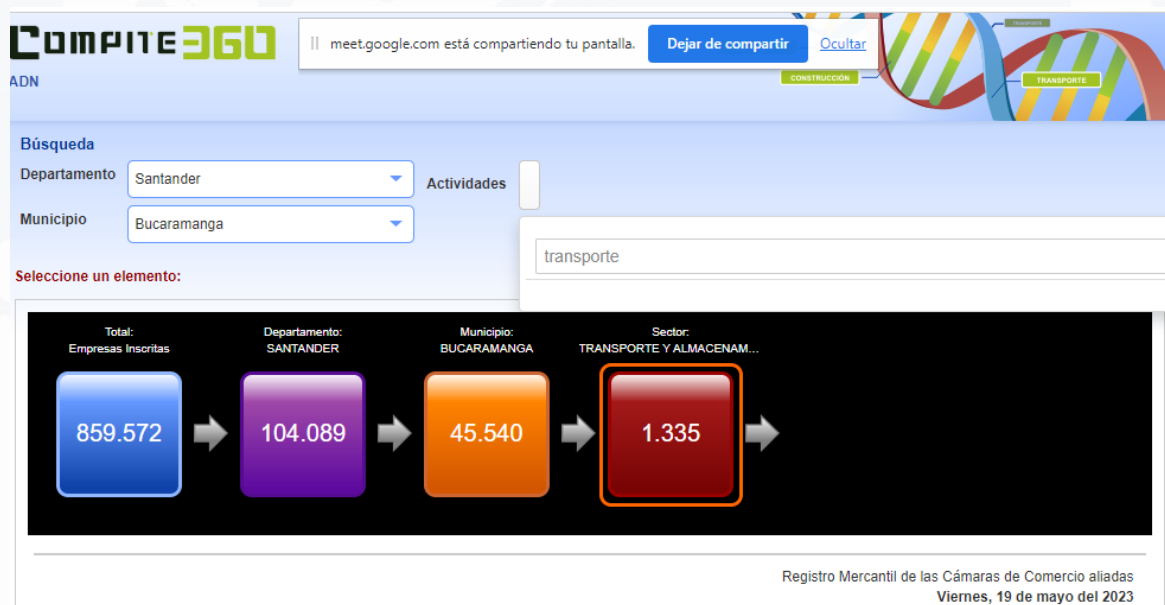 COMPITE360
meet.google.com está compartiendo tu pantalla. Dejar de compartir Ocultar
TRANSPORTE
CONSTRUCCIÓN
TRANSPORTE
ADN
Búsqueda
Departamento Santander Actividades
Municipio Bucaramanga
transporte
Seleccione un elemento:
Total: Departamento: Municipio: Sector:
Empresas Inscritas SANTANDER BUCARAMANGA TRANSPORTE Y ALMACENAM...
859.572 104.089 45.540 1.335
Registro Mercantil de las Cámaras de Comercio aliadas
Viernes, 19 de mayo del 2023